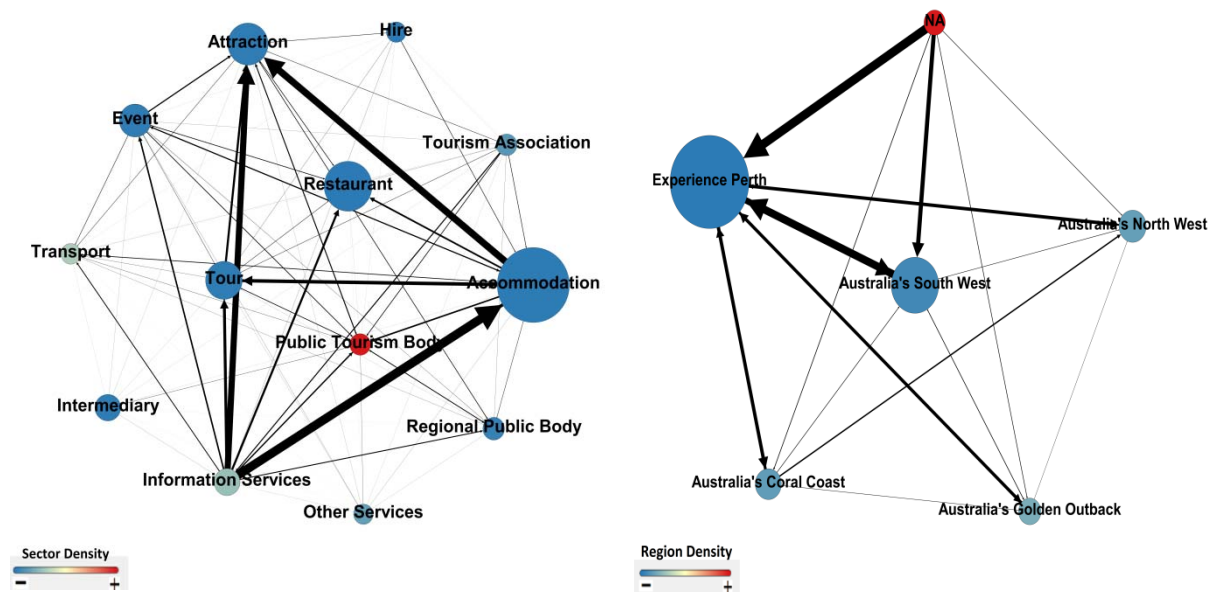 Attraction
Hire
Event
Tourism Association
Restaurant
Transport
Tour
Accommodation
Public Tourism Body
Intermediary
Regional Public Body
Information Services
Other Services
Sector Density
−
+
NA
Experience Perth
Australia's North West
Australia's South West
Australia's Coral Coast
Australia's Golden Outback
Region Density
−
+